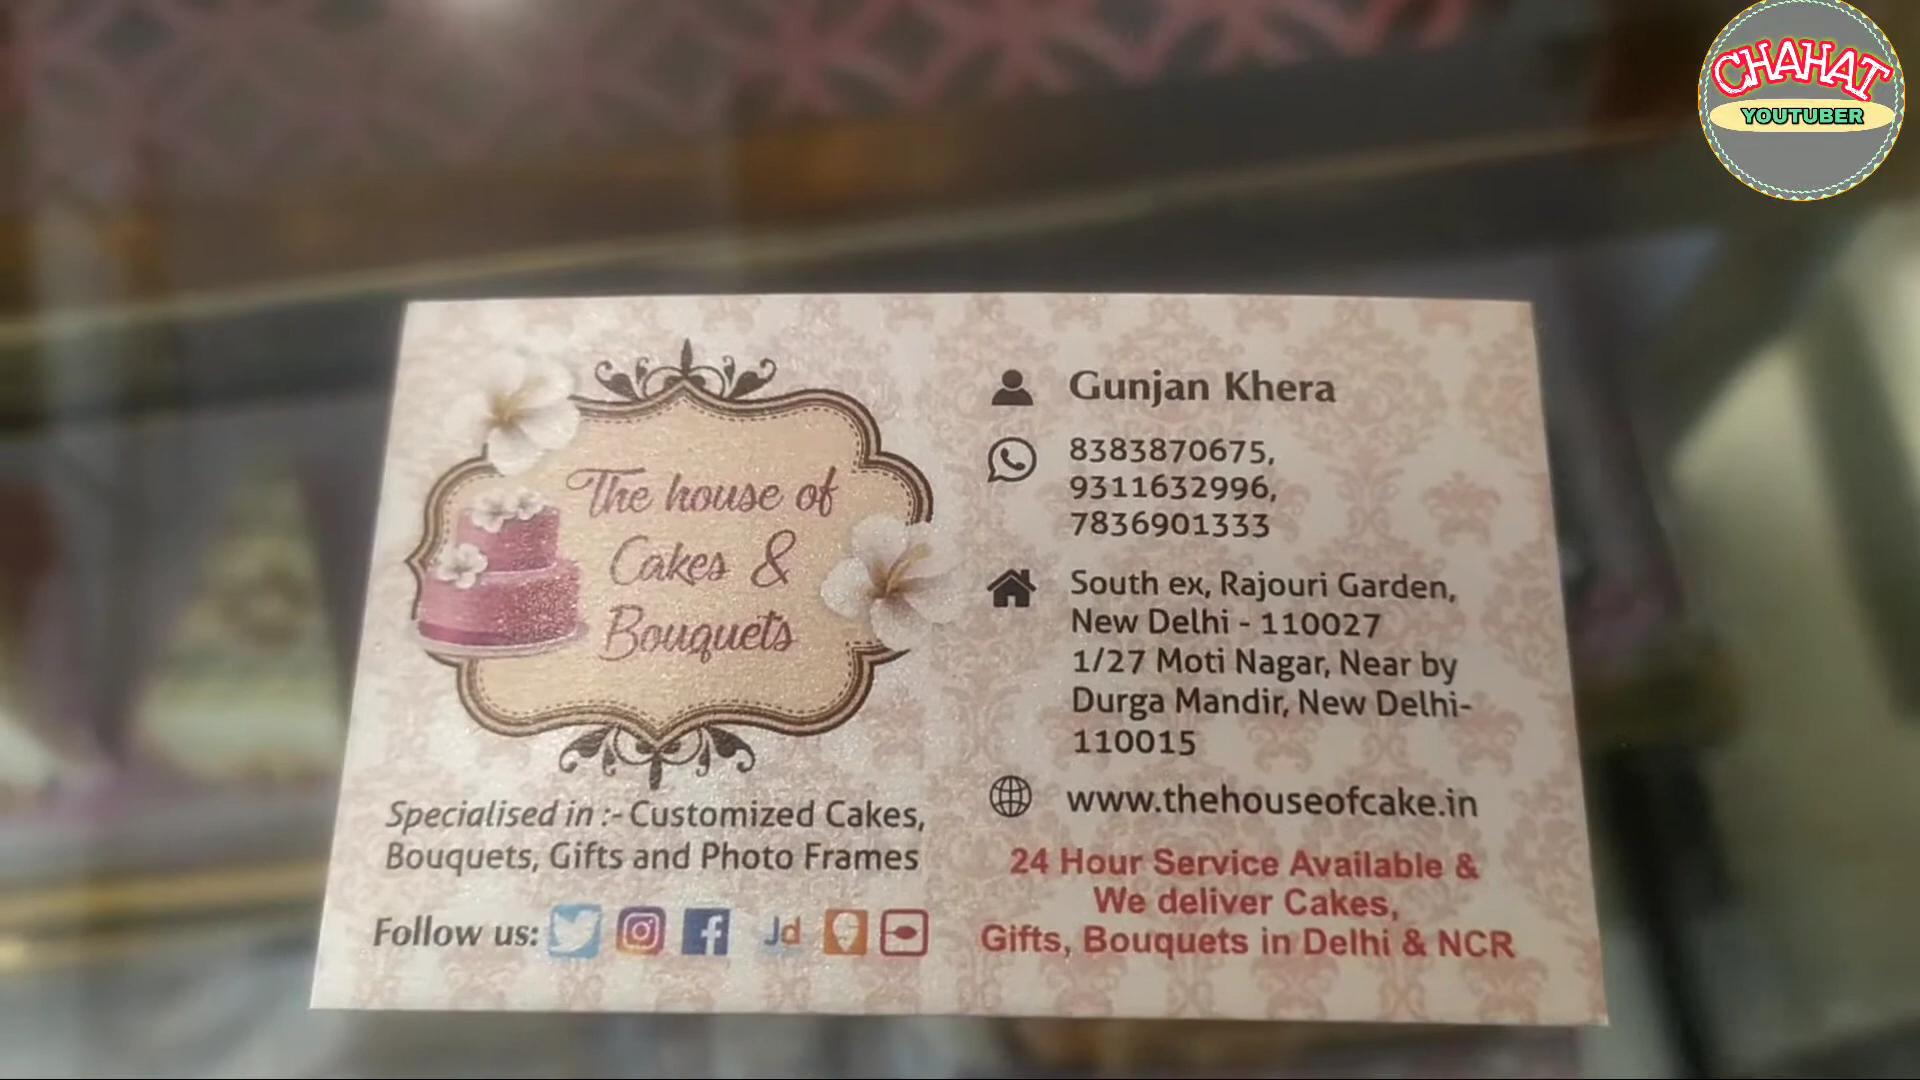 CHAHAT
YOUTUBER
The house of
Cakes &
Bouquets
Specialised in :- Customized Cakes,
Bouquets, Gifts and Photo Frames
Follow us:
Jd
Gunjan Khera
8383870675,
9311632996,
7836901333
South ex, Rajouri Garden,
New Delhi - 110027
1/27 Moti Nagar, Near by
Durga Mandir, New Delhi-
110015
www.thehouseofcake.in
24 Hour Service Available &
We deliver Cakes,
Gifts, Bouquets in Delhi & NCR